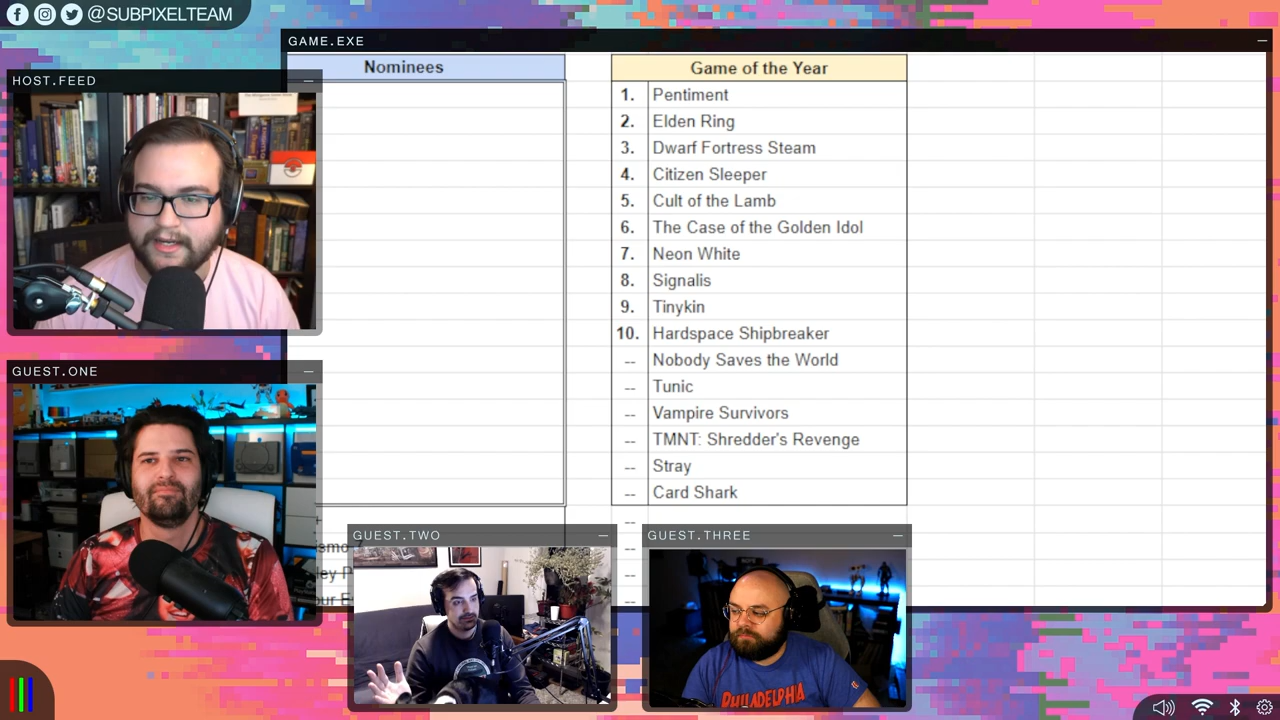 @SUBPIXELTEAM
GAME.EXE
HOST.FEED
Nominees
Game of the Year
1. Pentiment
2. Elden Ring
3. Dwarf Fortress Steam
4. Citizen Sleeper
5. Cult of the Lamb
6. The Case of the Golden Idol
7. Neon White
8. Signalis
9. Tinykin
10. Hardspace Shipbreaker
-- Nobody Saves the World
-- Tunic
-- Vampire Survivors
-- TMNT: Shredder's Revenge
-- Stray
-- Card Shark
--
--
--
--
GUEST.ONE
GUEST.TWO
GUEST.THREE
PHILADELPHA